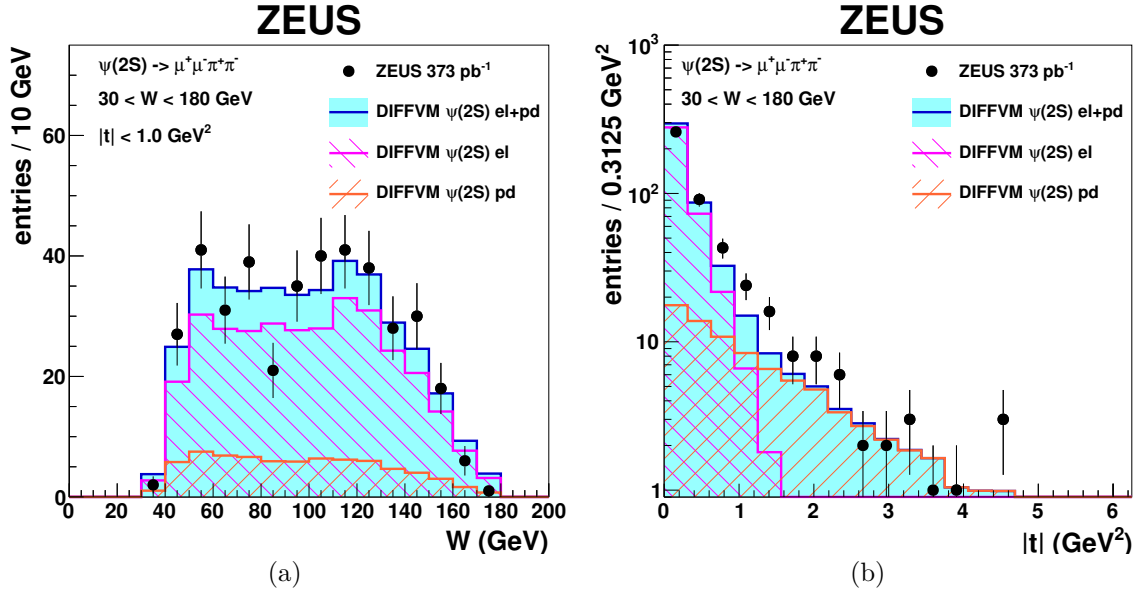 ZEUS
entries / 10 GeV
ψ(2S) -> μ⁺μ⁻π⁺π⁻
30 < W < 180 GeV
|t| < 1.0 GeV²
ZEUS 373 pb⁻¹
DIFFVM ψ(2S) el+pd
DIFFVM ψ(2S) el
DIFFVM ψ(2S) pd
60
40
20
0
0 20 40 60 80 100 120 140 160 180 200
W (GeV)
(a)
ZEUS
entries / 0.3125 GeV²
ψ(2S) -> μ⁺μ⁻π⁺π⁻
30 < W < 180 GeV
ZEUS 373 pb⁻¹
DIFFVM ψ(2S) el+pd
DIFFVM ψ(2S) el
DIFFVM ψ(2S) pd
10³
10²
10
1
0 1 2 3 4 5 6
|t| (GeV²)
(b)